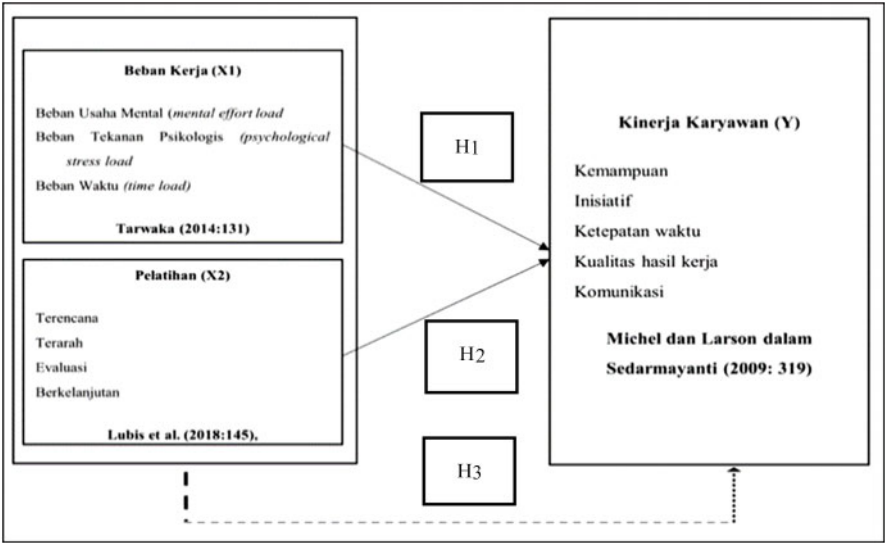 Beban Kerja (X1)
Beban Usaha Mental (mental effort load
Beban Tekanan Psikologis (psychological
stress load
Beban Waktu (time load)
Tarwaka (2014:131)
Pelatihan (X2)
Terencana
Terarah
Evaluasi
Berkelanjutan
Lubis et al. (2018:145),
H1
H2
H3
Kinerja Karyawan (Y)
Kemampuan
Inisiatif
Ketepatan waktu
Kualitas hasil kerja
Komunikasi
Michel dan Larson dalam
Sedarmayanti (2009: 319)